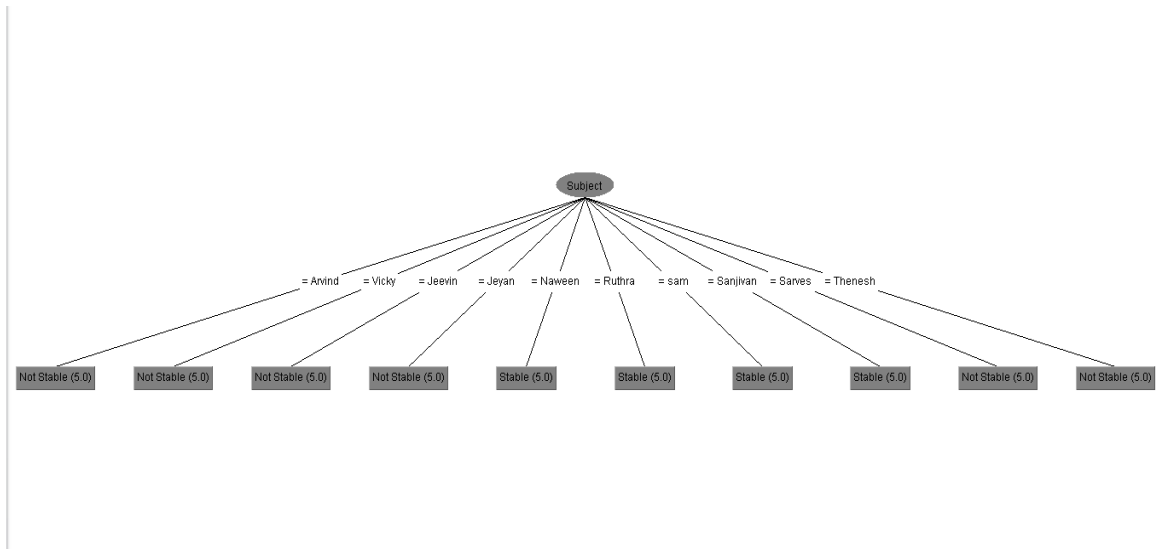 Subject
= Arvind = Vicky = Jeevin = Jeyan = Naween = Ruthra = sam = Sanjivan = Sarves = Thenesh
Not Stable (5.0) Not Stable (5.0) Not Stable (5.0) Not Stable (5.0) Stable (5.0) Stable (5.0) Stable (5.0) Stable (5.0) Not Stable (5.0) Not Stable (5.0)